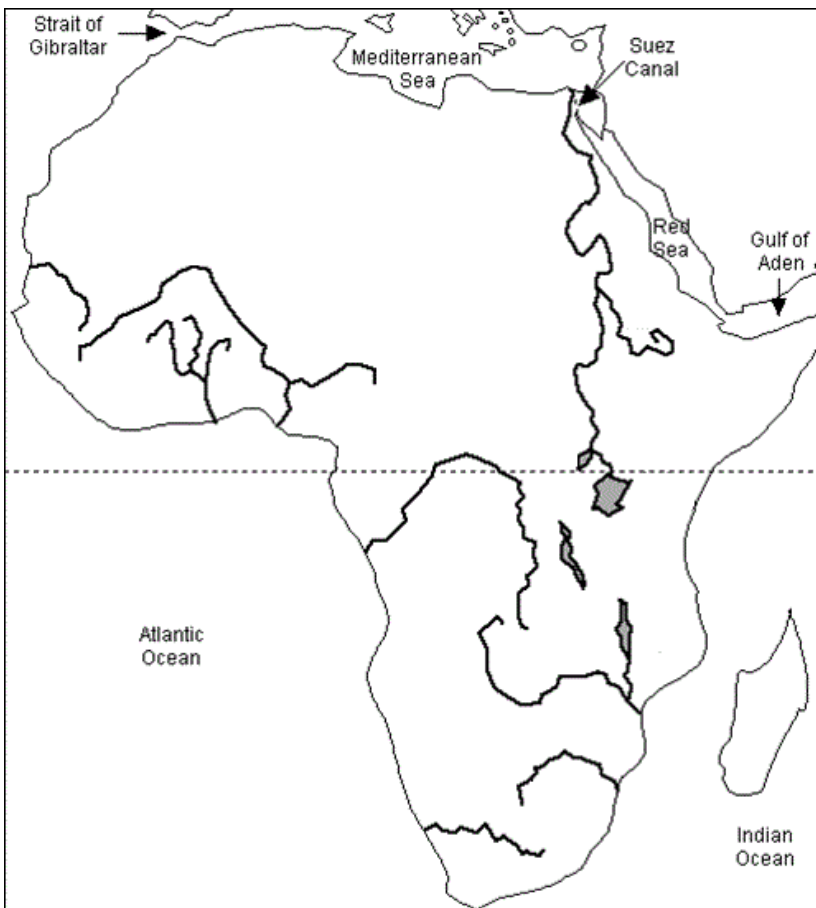 Strait of
Gibraltar
Mediterranean
Sea
Suez
Canal
Red
Sea
Gulf of
Aden
Atlantic
Ocean
Indian
Ocean